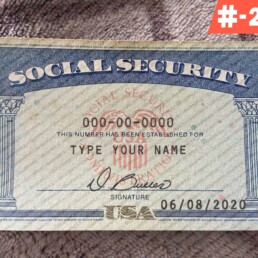 #-2
SOCIAL SECURITY
000-00-0000
THIS NUMBER HAS BEEN ESTABLISHED FOR
TYPE YOUR NAME
SIGNATURE
06/08/2020
USA